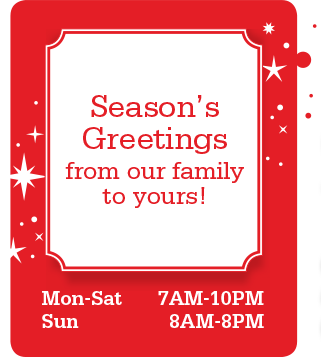 Season's
Greetings
from our family
to yours!
Mon-Sat 7AM-10PM
Sun 8AM-8PM